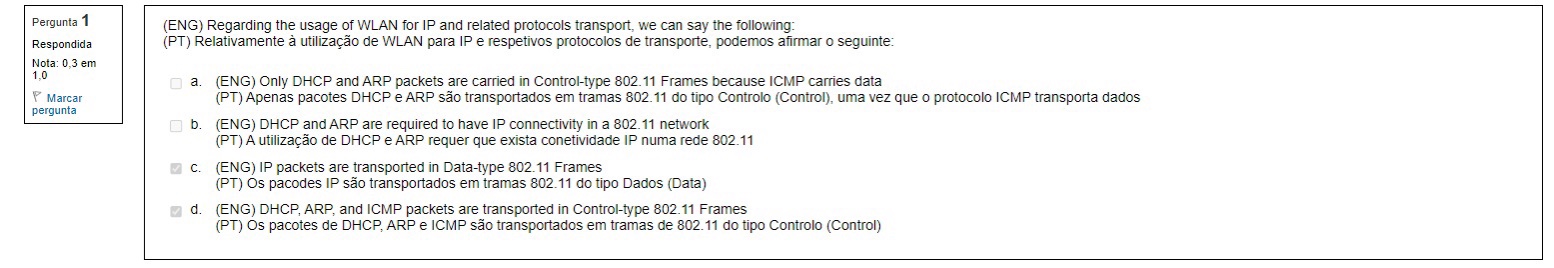 Pergunta 1
Respondida
Nota: 0,3 em
1,0
Marcar
pergunta
(ENG) Regarding the usage of WLAN for IP and related protocols transport, we can say the following:
(PT) Relativamente à utilização de WLAN para IP e respetivos protocolos de transporte, podemos afirmar o seguinte:
a. (ENG) Only DHCP and ARP packets are carried in Control-type 802.11 Frames because ICMP carries data
(PT) Apenas pacotes DHCP e ARP são transportados em tramas 802.11 do tipo Controlo (Control), uma vez que o protocolo ICMP transporta dados
b. (ENG) DHCP and ARP are required to have IP connectivity in a 802.11 network
(PT) A utilização de DHCP e ARP requer que exista conetividade IP numa rede 802.11
c. (ENG) IP packets are transported in Data-type 802.11 Frames
(PT) Os pacodes IP são transportados em tramas 802.11 do tipo Dados (Data)
d. (ENG) DHCP, ARP, and ICMP packets are transported in Control-type 802.11 Frames
(PT) Os pacotes de DHCP, ARP e ICMP são transportados em tramas de 802.11 do tipo Controlo (Control)